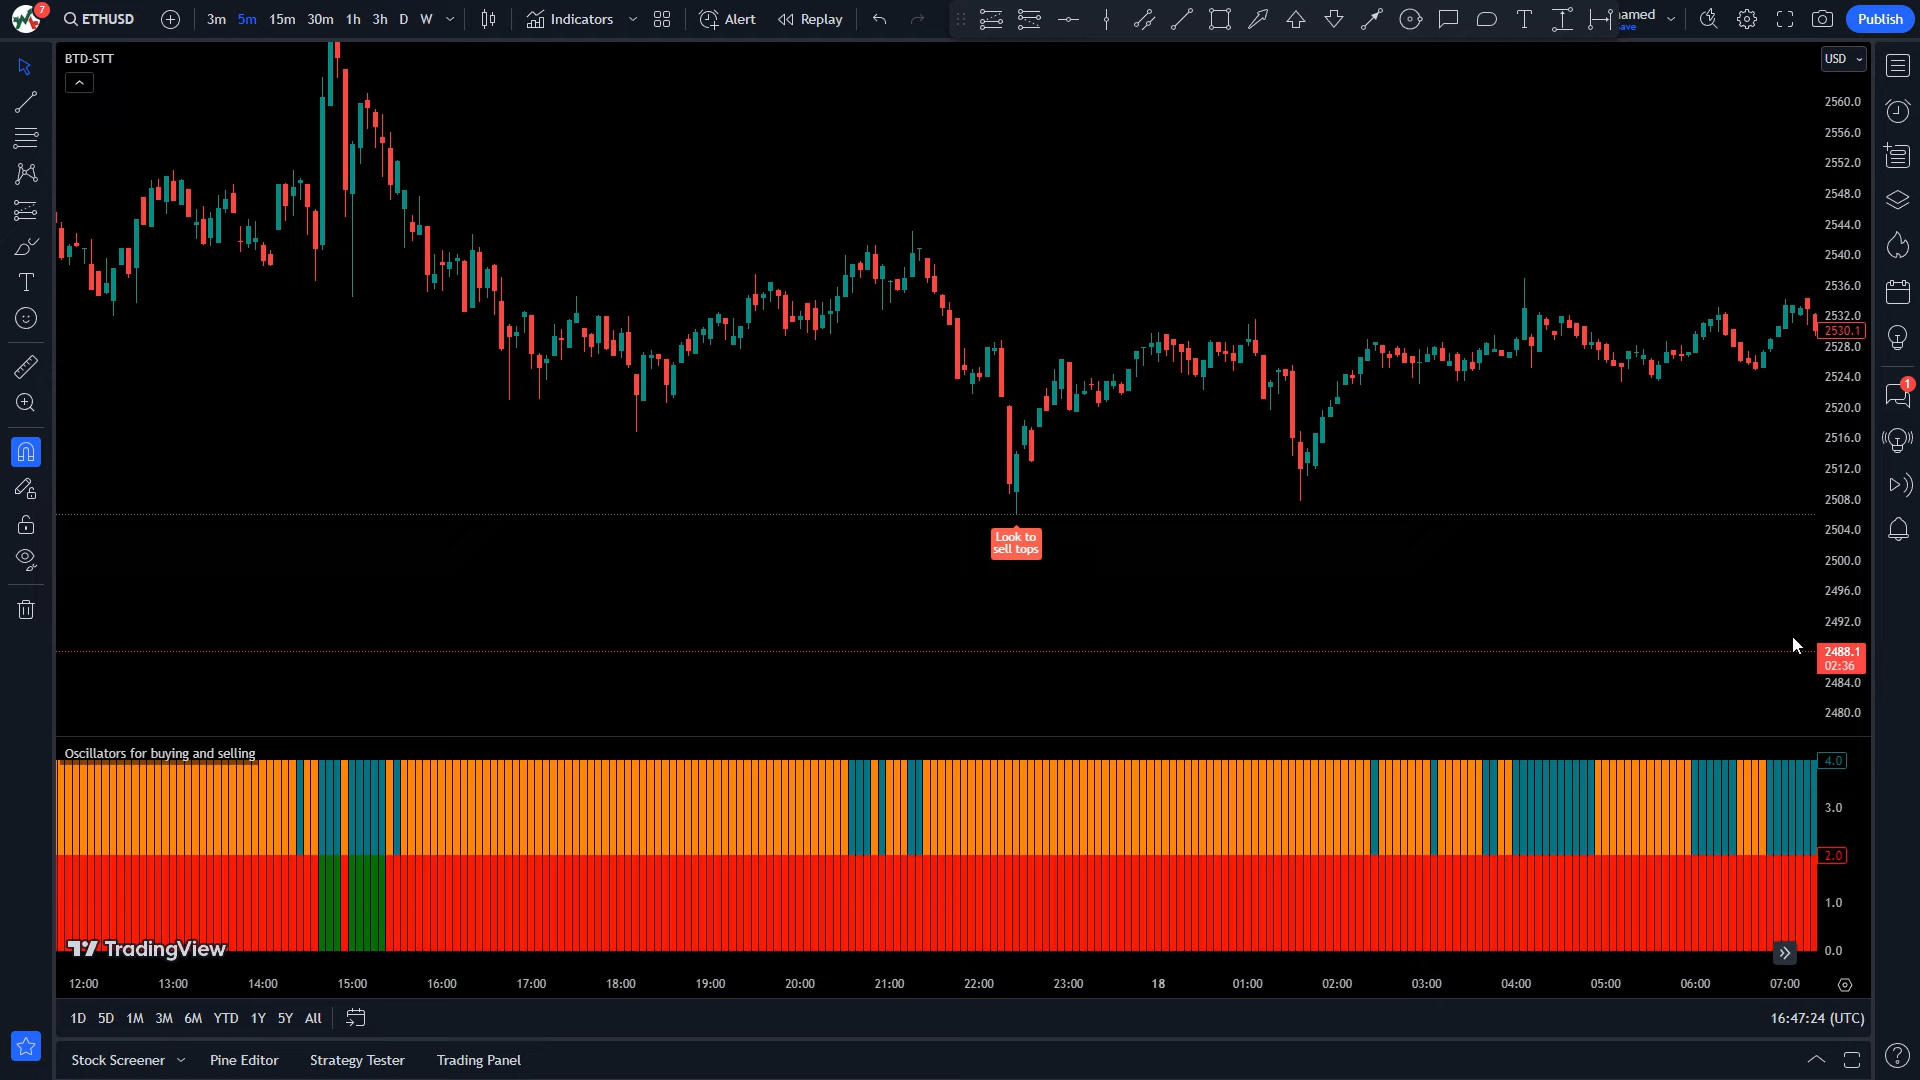 7
ETHUSD
3m 5m 15m 30m 1h 3h D W
Indicators
Alert
Replay
named
ave
Publish
BTD-STT
USD
2560.0
2556.0
2552.0
2548.0
2544.0
2540.0
2536.0
2532.0
2530.1
2528.0
2524.0
2520.0
2516.0
2512.0
2508.0
2504.0
2500.0
2496.0
2492.0
2488.1
02:36
2484.0
2480.0
1
Look to
sell tops
Oscillators for buying and selling
4.0
3.0
2.0
1.0
0.0
TradingView
12:00 13:00 14:00 15:00 16:00 17:00 18:00 19:00 20:00 21:00 22:00 23:00 18 01:00 02:00 03:00 04:00 05:00 06:00 07:00
1D 5D 1M 3M 6M YTD 1Y 5Y All
16:47:24 (UTC)
Stock Screener Pine Editor Strategy Tester Trading Panel